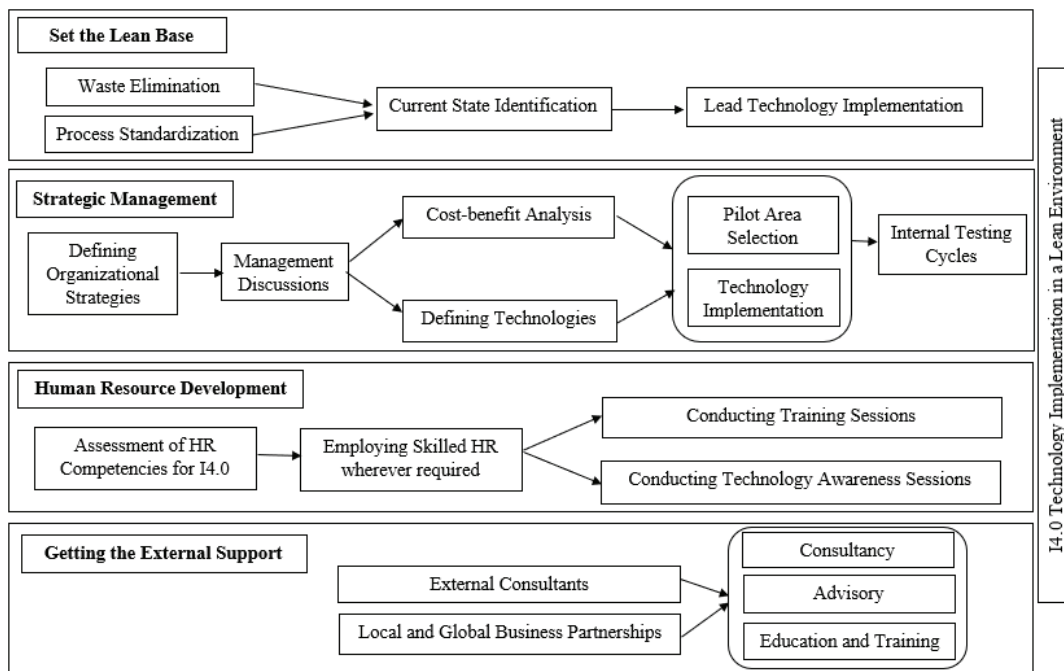 Set the Lean Base
Waste Elimination
Process Standardization
Current State Identification
Lead Technology Implementation
Strategic Management
Defining
Organizational
Strategies
Management
Discussions
Cost-benefit Analysis
Defining Technologies
Pilot Area
Selection
Technology
Implementation
Internal Testing
Cycles
Human Resource Development
Assessment of HR
Competencies for I4.0
Employing Skilled HR
wherever required
Conducting Training Sessions
Conducting Technology Awareness Sessions
Getting the External Support
External Consultants
Local and Global Business Partnerships
Consultancy
Advisory
Education and Training
I4.0 Technology Implementation in a Lean Environment